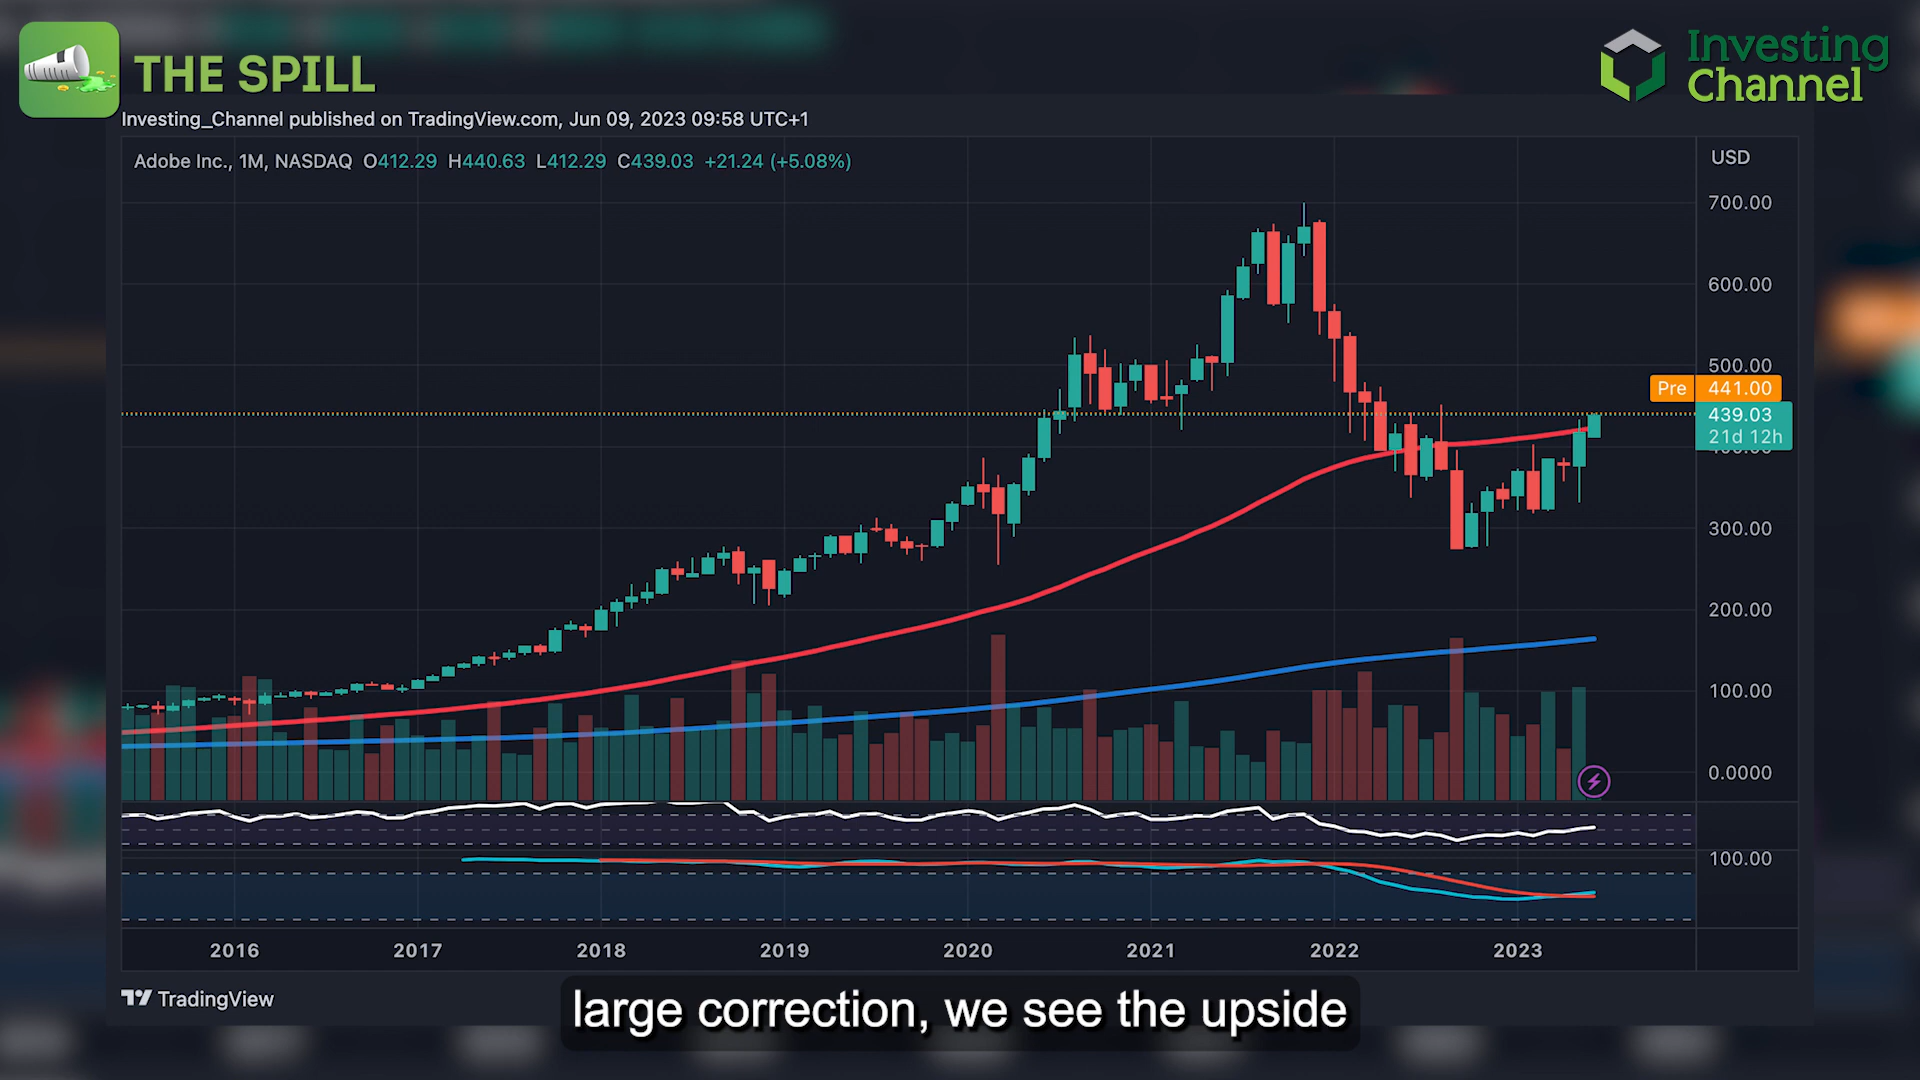 THE SPILL
Investing
Channel
Investing_Channel published on TradingView.com, Jun 09, 2023 09:58 UTC+1
Adobe Inc., 1M, NASDAQ O412.29 H440.63 L412.29 C439.03 +21.24 (+5.08%)
USD
700.00
600.00
500.00
Pre 441.00
439.03
21d 12h
300.00
200.00
100.00
0.0000
100.00
2016 2017 2018 2019 2020 2021 2022 2023
TradingView
large correction, we see the upside